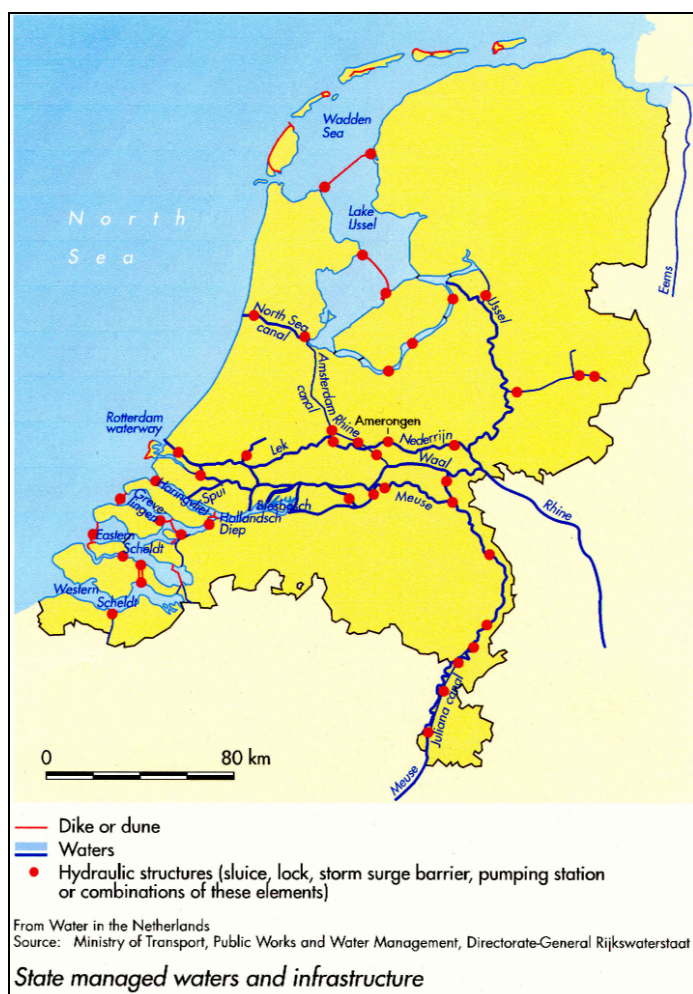 Wadden
Sea
North
Sea
Lake
IJssel
Eems
IJssel
North Sea
canal
Amsterdam Rhine
canal
Rotterdam
waterway
Amerongen
Lek
Nederrijn
Waal
Rhine
Spui
Haringvliet
Biesbosch
Meuse
Greve-
lingen
Hallandsch
Diep
Eastern
Scheldt
Western
Scheldt
Juliana canal
Meuse
0 80 km
Dike or dune
Waters
Hydraulic structures (sluice, lock, storm surge barrier, pumping station
or combinations of these elements)
From Water in the Netherlands
Source: Ministry of Transport, Public Works and Water Management, Directorate-General Rijkswaterstaat
State managed waters and infrastructure